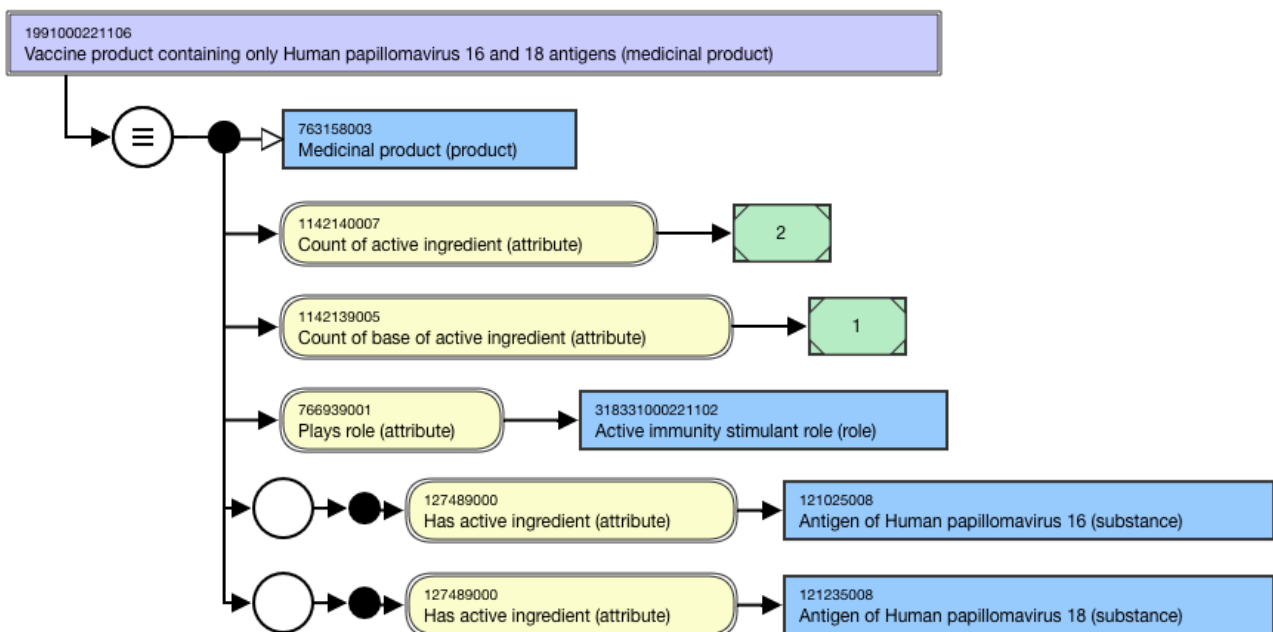 1991000221106
Vaccine product containing only Human papillomavirus 16 and 18 antigens (medicinal product)
763158003
Medicinal product (product)
1142140007
Count of active ingredient (attribute)
2
1142139005
Count of base of active ingredient (attribute)
1
766939001
Plays role (attribute)
318331000221102
Active immunity stimulant role (role)
127489000
Has active ingredient (attribute)
121025008
Antigen of Human papillomavirus 16 (substance)
127489000
Has active ingredient (attribute)
121235008
Antigen of Human papillomavirus 18 (substance)